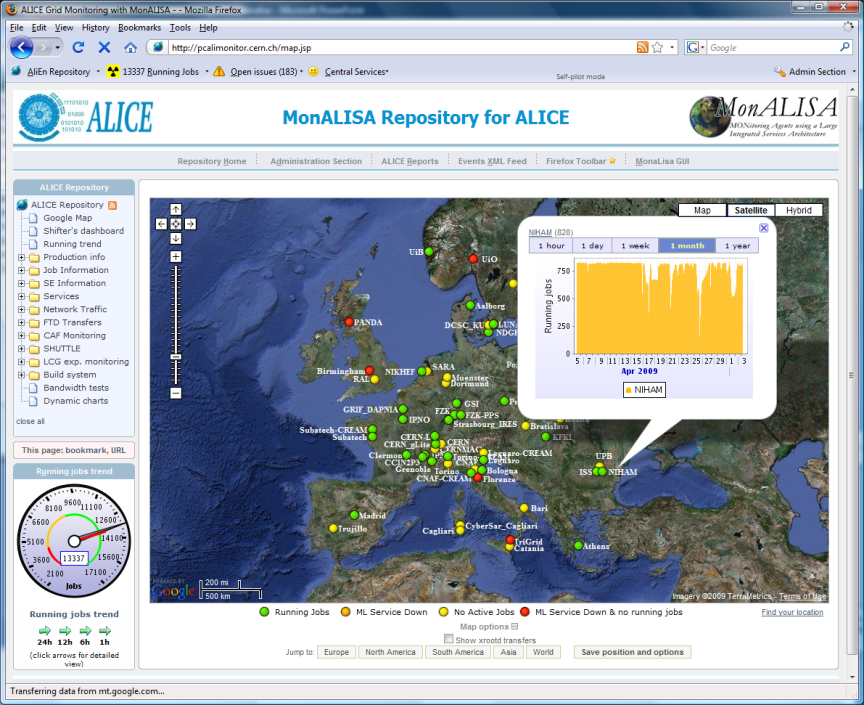 ALICE Grid Monitoring with MonALISA - - Mozilla Firefox
File Edit View History Bookmarks Tools Help
http://pcalimonitor.cern.ch/map.jsp
Google
AliEn Repository
13337 Running Jobs
Open issues (183)
Central Services*
Self-pilot mode
Admin Section
ALICE
MonALISA Repository for ALICE
MonALISA
MONitoring Agents using a Large
Integrated Services Architecture
Repository Home
Administration Section
ALICE Reports
Events XML Feed
Firefox Toolbar
MonaLisa GUI
ALICE Repository
ALICE Repository
Google Map
Shifter's dashboard
Running trend
Production info
Job Information
SE Information
Services
Network Traffic
FTD Transfers
CAF Monitoring
SHUTTLE
LCG exp. monitoring
Build system
Bandwidth tests
Dynamic charts
close all
This page: bookmark, URL
Running jobs trend
2100
3600
5100
6600
8100
9600
11100
12600
14100
15600
17100
13337
Jobs
Running jobs trend
24h 12h 6h 1h
(click arrows for detailed
view)
Map Satellite Hybrid
NIHAM (828)
1 hour 1 day 1 week 1 month 1 year
Running jobs
750
500
250
0
5 7 9 11 13 15 17 19 21 23 25 27 29 1 3
Apr 2009
NIHAM
UiB
UiO
Aalborg
DCSC_KU
PANDA
Birmingham
RAL
NIKHEF
SARA
Muenster
Dortmund
GSI
GRIF_DAPNIA
IPNO
FZK
FZK-PPS
Strasbourg_IRES
Bratislava
KFKI
Subatech-CREAM
Subatech
CERN-L
CERN
CERN_gLite
Clermont
CCIN2P3
Grenoble
Torino
Torino
Legnaro-CREAM
Legnaro
Bologna
CNAF-CREAM
Florence
UPB
ISS
NIHAM
Madrid
Trujillo
Bari
CyberSar_Cagliari
Cagliari
TriGrid
Catania
Athens
POWERED BY
Google
200 mi
500 km
Imagery ©2009 TerraMetrics - Terms of Use
Running Jobs
ML Service Down
No Active Jobs
ML Service Down & no running jobs
Find your location
Map options
Show xrootd transfers
Jump to: Europe North America South America Asia World Save position and options
Transferring data from mt.google.com...